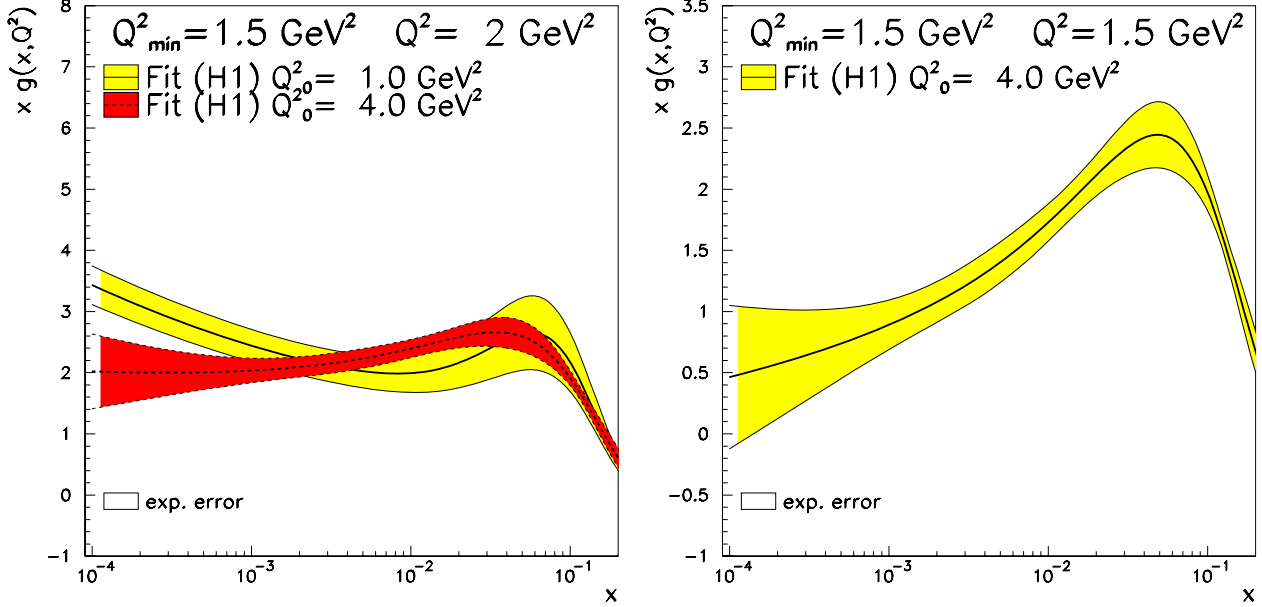 Q²min=1.5 GeV² Q²= 2 GeV²
Fit (H1) Q²0= 1.0 GeV²
Fit (H1) Q²0= 4.0 GeV²
x g(x,Q²)
8
7
6
5
4
3
2
1
0
-1
exp. error
10⁻⁴ 10⁻³ 10⁻² 10⁻¹
x
Q²min=1.5 GeV² Q²=1.5 GeV²
Fit (H1) Q²0= 4.0 GeV²
x g(x,Q²)
3.5
3
2.5
2
1.5
1
0.5
0
-0.5
-1
exp. error
10⁻⁴ 10⁻³ 10⁻² 10⁻¹
x